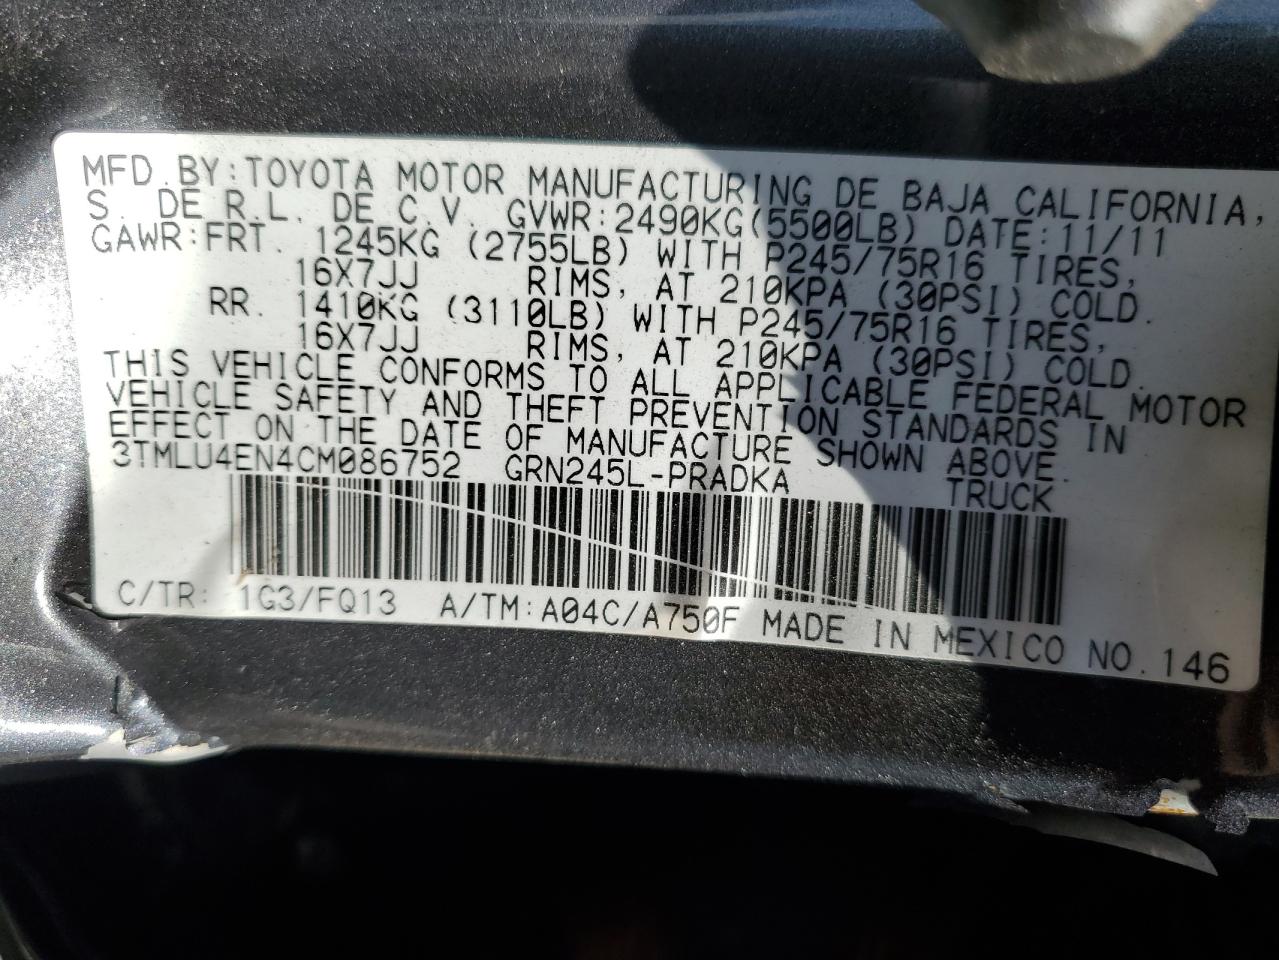 MFD. BY:TOYOTA MOTOR MANUFACTURING DE BAJA CALIFORNIA,
S. DE R.L. DE C.V. GVWR:2490KG(5500LB) DATE:11/11
GAWR:FRT. 1245KG (2755LB) WITH P245/75R16 TIRES,
16X7JJ RIMS, AT 210KPA (30PSI) COLD.
RR. 1410KG (3110LB) WITH P245/75R16 TIRES,
16X7JJ RIMS, AT 210KPA (30PSI) COLD.
THIS VEHICLE CONFORMS TO ALL APPLICABLE FEDERAL MOTOR
VEHICLE SAFETY AND THEFT PREVENTION STANDARDS IN
EFFECT ON THE DATE OF MANUFACTURE SHOWN ABOVE.
3TMLU4EN4CM086752 GRN245L-PRADKA TRUCK
C/TR: 1G3/FQ13 A/TM:A04C/A750F MADE IN MEXICO NO.146